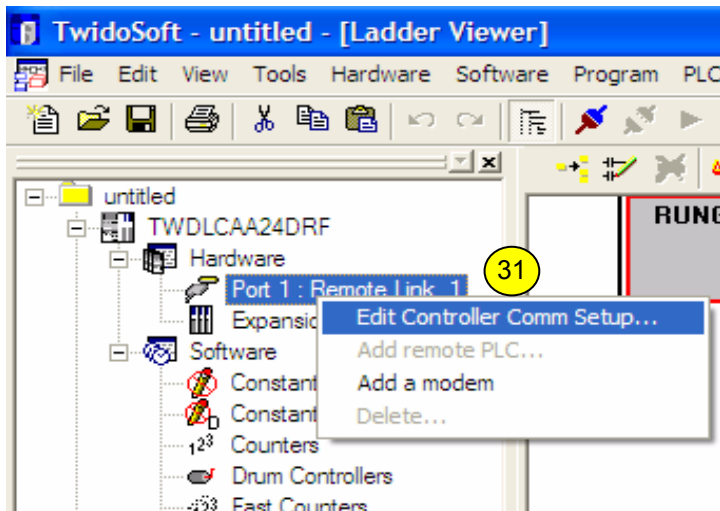 TwidoSoft - untitled - [Ladder Viewer]
File Edit View Tools Hardware Software Program PLC
untitled
TWDLCAA24DRF
RUNG
Hardware
31
Port 1 : Remote Link 1
Edit Controller Comm Setup...
Expansio
Add remote PLC...
Software
Add a modem
Constant
Delete...
Constant
123 Counters
Drum Controllers
Fast Counters